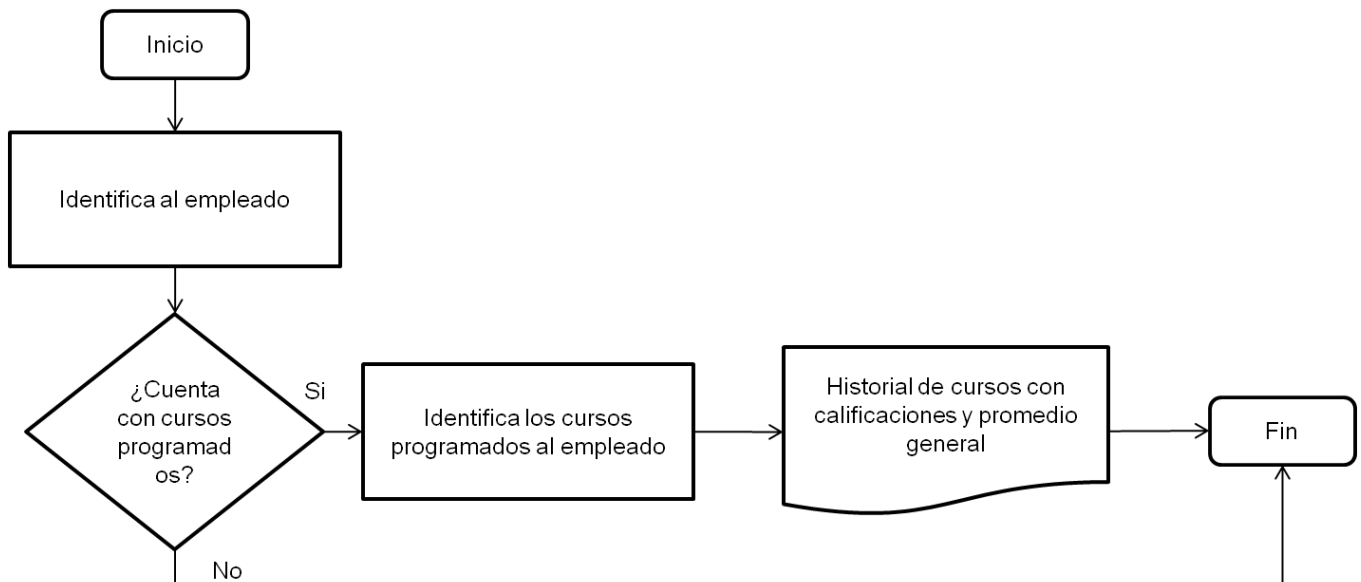 Inicio
Identifica al empleado
¿Cuenta
con cursos
programad
os?
Si
Identifica los cursos
programados al empleado
Historial de cursos con
calificaciones y promedio
general
Fin
No